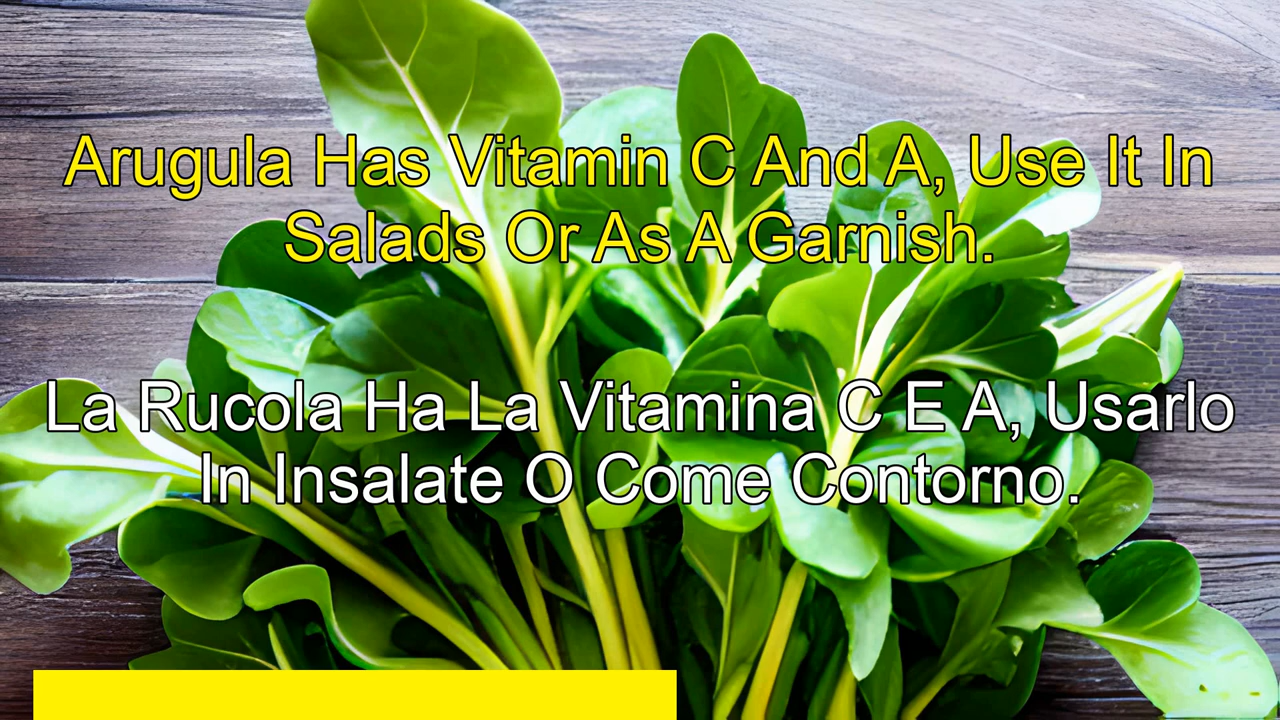 Arugula Has Vitamin C And A, Use It In
Salads Or As A Garnish.
La Rucola Ha La Vitamina C E A, Usarlo
In Insalate O Come Contorno.